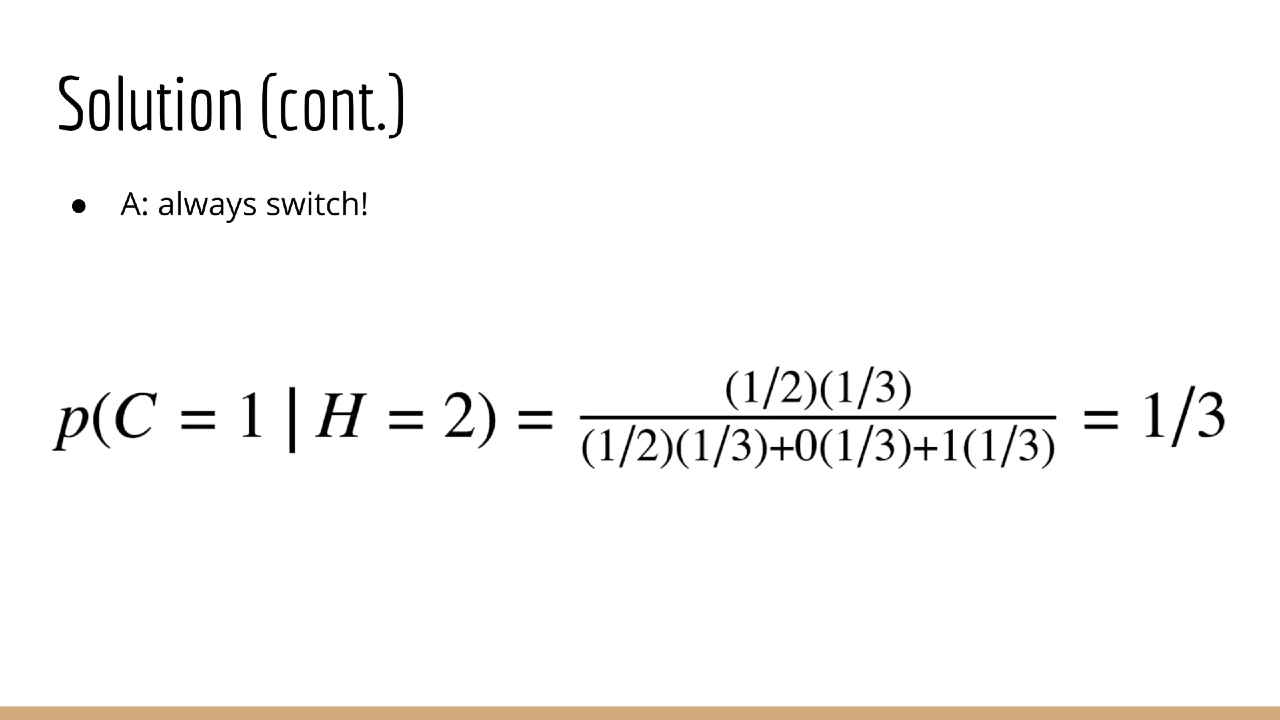 Solution (cont.)
● A: always switch!
p(C = 1 | H = 2) = (1/2)(1/3) / (1/2)(1/3)+0(1/3)+1(1/3) = 1/3